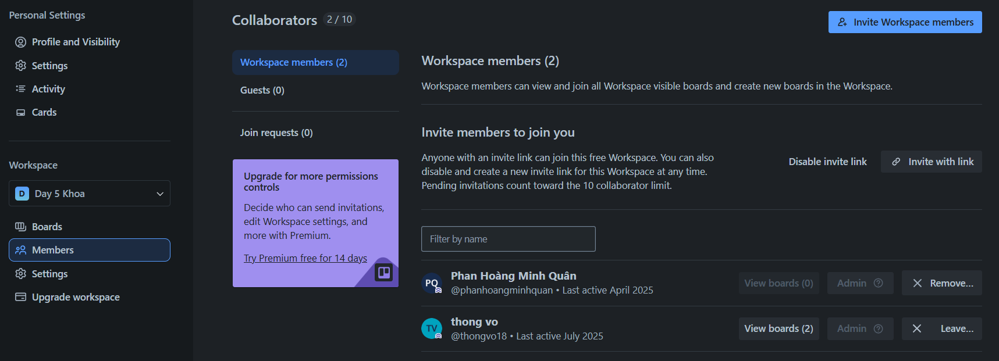 Personal Settings
Profile and Visibility
Settings
Activity
Cards
Workspace
D Day 5 Khoa
Boards
Members
Settings
Upgrade workspace
Collaborators 2 / 10
Invite Workspace members
Workspace members (2)
Guests (0)
Join requests (0)
Upgrade for more permissions
controls
Decide who can send invitations,
edit Workspace settings, and
more with Premium.
Try Premium free for 14 days
Workspace members (2)
Workspace members can view and join all Workspace visible boards and create new boards in the Workspace.
Invite members to join you
Anyone with an invite link can join this free Workspace. You can also
disable and create a new invite link for this Workspace at any time.
Pending invitations count toward the 10 collaborator limit.
Disable invite link
Invite with link
Filter by name
PQ
Phan Hoàng Minh Quân
@phanhoangminhquan • Last active April 2025
View boards (0)
Admin
Remove...
TV
thong vo
@thongvo18 • Last active July 2025
View boards (2)
Admin
Leave...